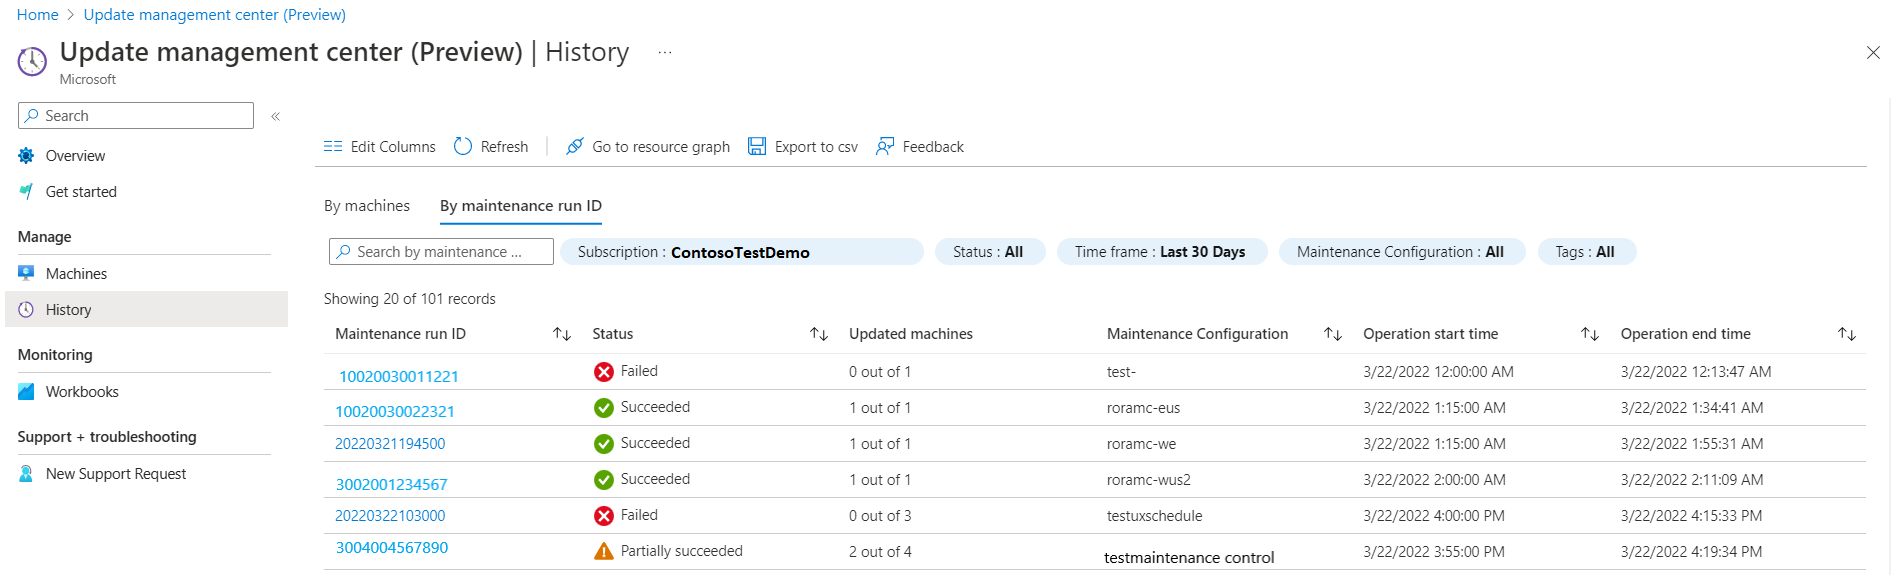 Home > Update management center (Preview)
Update management center (Preview) | History ...
Microsoft
Search «
Overview
Get started
Manage
Machines
History
Monitoring
Workbooks
Support + troubleshooting
New Support Request
Edit Columns Refresh Go to resource graph Export to csv Feedback
By machines By maintenance run ID
Search by maintenance ... Subscription : ContosoTestDemo Status : All Time frame : Last 30 Days Maintenance Configuration : All Tags : All
Showing 20 of 101 records
Maintenance run ID Status Updated machines Maintenance Configuration Operation start time Operation end time
10020030011221 Failed 0 out of 1 test- 3/22/2022 12:00:00 AM 3/22/2022 12:13:47 AM
10020030022321 Succeeded 1 out of 1 roramc-eus 3/22/2022 1:15:00 AM 3/22/2022 1:34:41 AM
20220321194500 Succeeded 1 out of 1 roramc-we 3/22/2022 1:15:00 AM 3/22/2022 1:55:31 AM
3002001234567 Succeeded 1 out of 1 roramc-wus2 3/22/2022 2:00:00 AM 3/22/2022 2:11:09 AM
20220322103000 Failed 0 out of 3 testuxschedule 3/22/2022 4:00:00 PM 3/22/2022 4:15:33 PM
3004004567890 Partially succeeded 2 out of 4 testmaintenance control 3/22/2022 3:55:00 PM 3/22/2022 4:19:34 PM